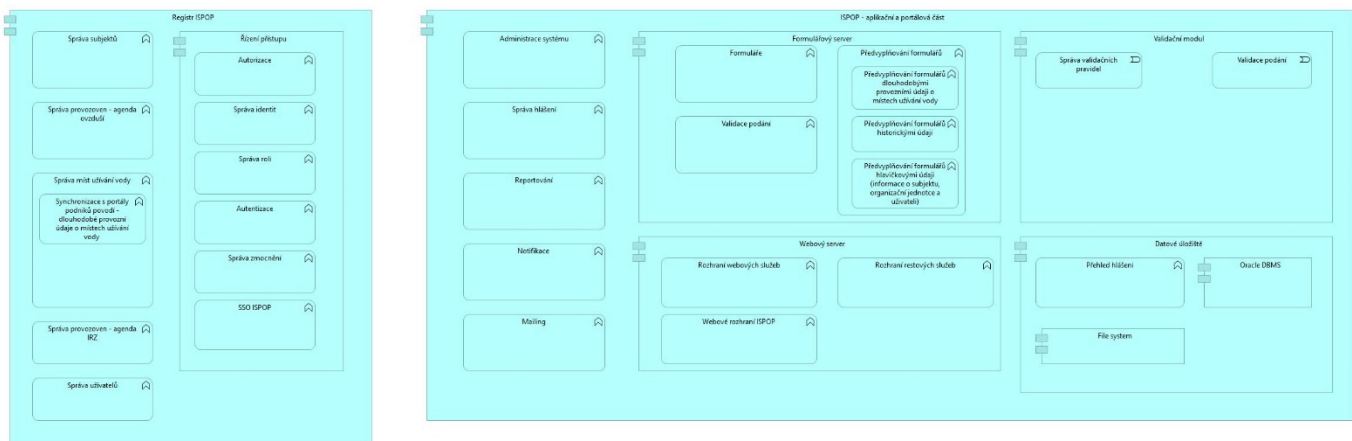 Registr ISPOP
Správa subjektů
Správa provozoven - agenda
ovzduší
Správa míst užívání vody
Synchronizace s portály
podniků povodí -
dlouhodobé provozní
údaje o místech užívání
vody
Správa provozoven - agenda
IRZ
Správa uživatelů
Řízení přístupu
Autorizace
Správa identit
Správa rolí
Autentizace
Správa zmocnění
SSO ISPOP
ISPOP - aplikační a portálová část
Administrace systému
Správa hlášení
Reportování
Notifikace
Mailing
Formulářový server
Formuláře
Validace podání
Předvyplňování formulářů
Předvyplňování formulářů
dlouhodobými
provozními údaji o
místech užívání vody
Předvyplňování formulářů
historickými údaji
Předvyplňování formulářů
hlavičkovými údaji
(informace o subjektu,
organizační jednotce a
uživateli)
Webový server
Rozhraní webových služeb
Rozhraní restových služeb
Webové rozhraní ISPOP
Validační modul
Správa validačních
pravidel
Validace podání
Datové úložiště
Přehled hlášení
Oracle DBMS
File system